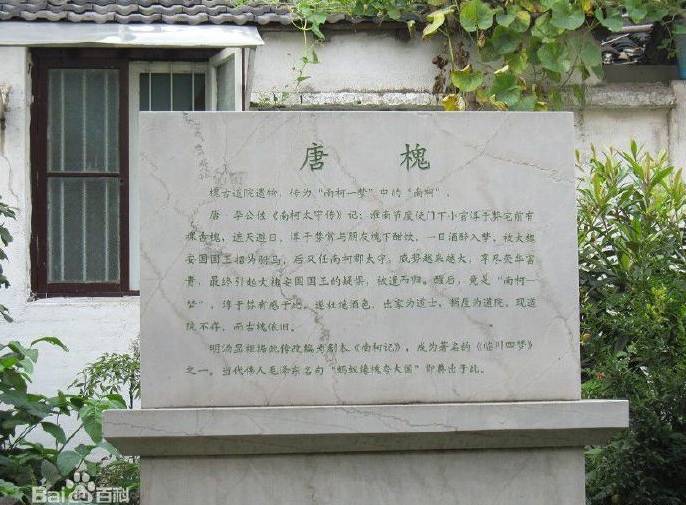 唐 槐
槐古道院遗物，传为“南柯一梦”中的“南柯”。
唐 李公佐《南柯太守传》记：淮南节度使门下小官淳于棼宅前有
棵古槐，遮天避日，淳于棼常与朋友槐下酣饮，一日酒醉入梦，被大槐
安国国王招为驸马，后又任南柯郡太守，威势越来越大，享尽荣华富
贵，最终引起大槐安国国王的疑忌，被遣而归。醒后，竟是“南柯一
梦”，淳于棼有感于此，遂杜绝酒色，出家为道士，捐屋为道院，现道
院不存，而古槐依旧。
明汤显祖据此传改编为剧本《南柯记》，成为著名的《临川四梦》
之一。当代伟人毛泽东名句“蚂蚁缘槐夸大国”即典出于此。
Bai 百科